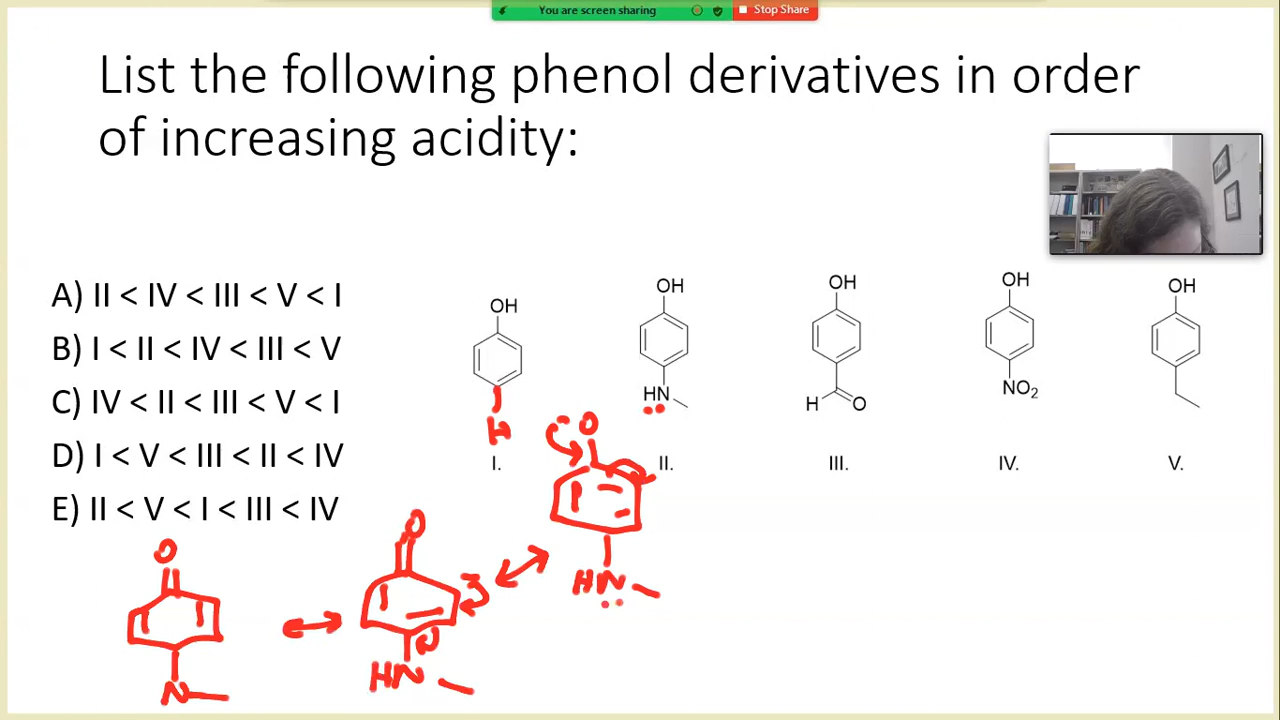 You are screen sharing
Stop Share
List the following phenol derivatives in order
of increasing acidity:
A) II < IV < III < V < I
B) I < II < IV < III < V
C) IV < II < III < V < I
D) I < V < III < II < IV
E) II < V < I < III < IV
OH
H
I.
OH
HN
II.
OH
H O
III.
OH
NO2
IV.
OH
V.
O
N
O
HN
O
HN